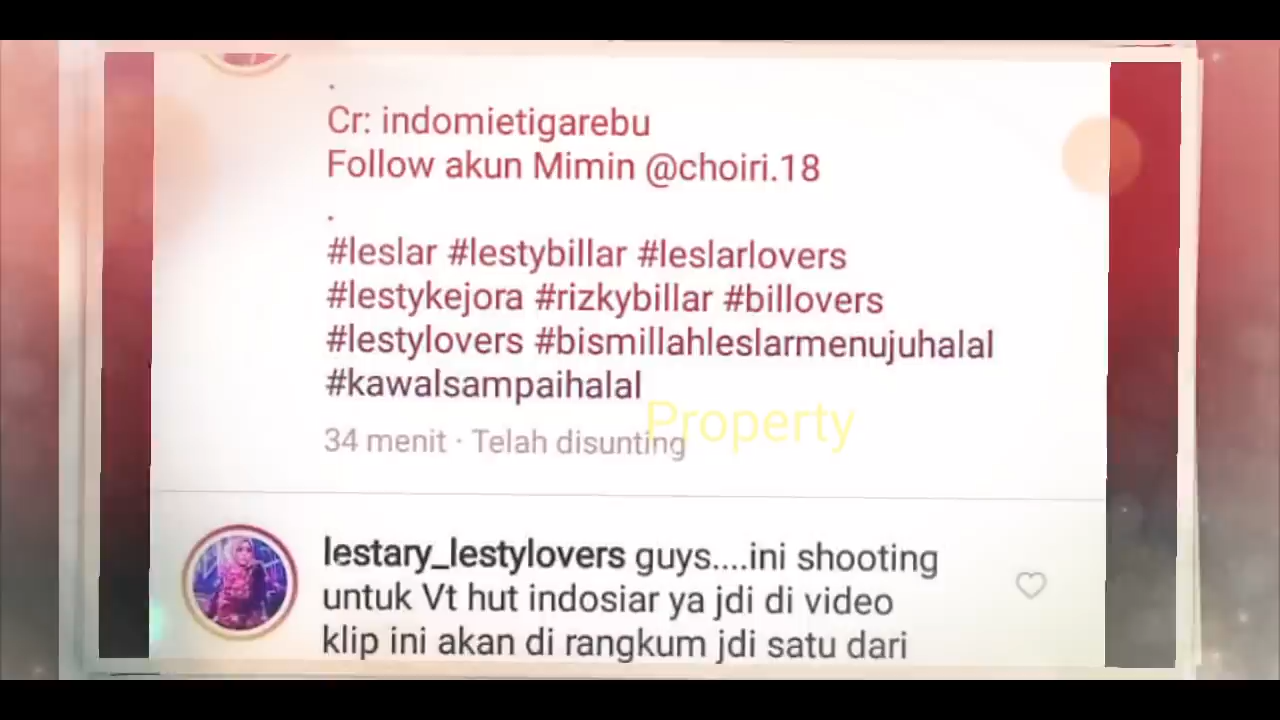 .
Cr: indomietigarebu
Follow akun Mimin @choiri.18
.
#leslar #lestybillar #leslarlovers
#lestykejora #rizkybillar #billovers
#lestylovers #bismillahleslarmenujuhalal
#kawalsampaihalal
Property
34 menit · Telah disunting
lestary_lestylovers guys....ini shooting
untuk Vt hut indosiar ya jdi di video
klip ini akan di rangkum jdi satu dari